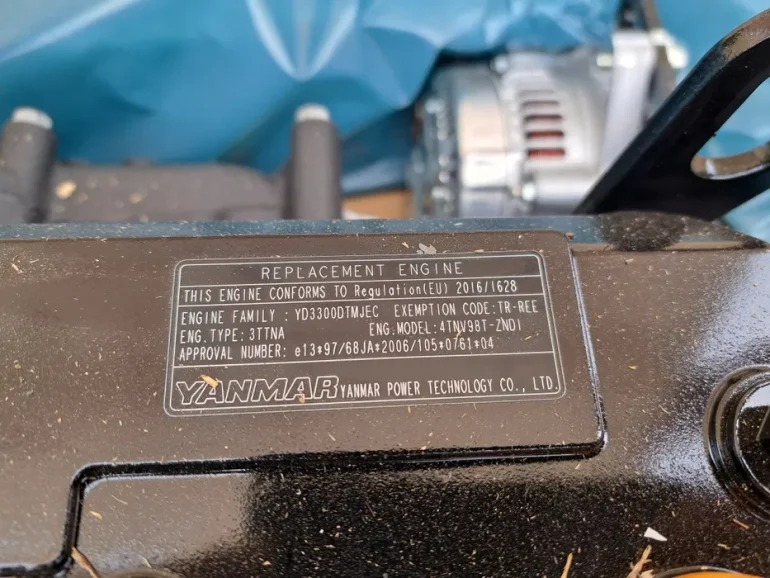 REPLACEMENT ENGINE
THIS ENGINE CONFORMS TO Regulation(EU) 2016/1628
ENGINE FAMILY : YD3300DTMJEC EXEMPTION CODE:TR-REE
ENG.TYPE:3TTNA ENG.MODEL:4TNV98T-ZND1
APPROVAL NUMBER: e13*97/68JA*2006/105*0761*04
YANMAR YANMAR POWER TECHNOLOGY CO., LTD.